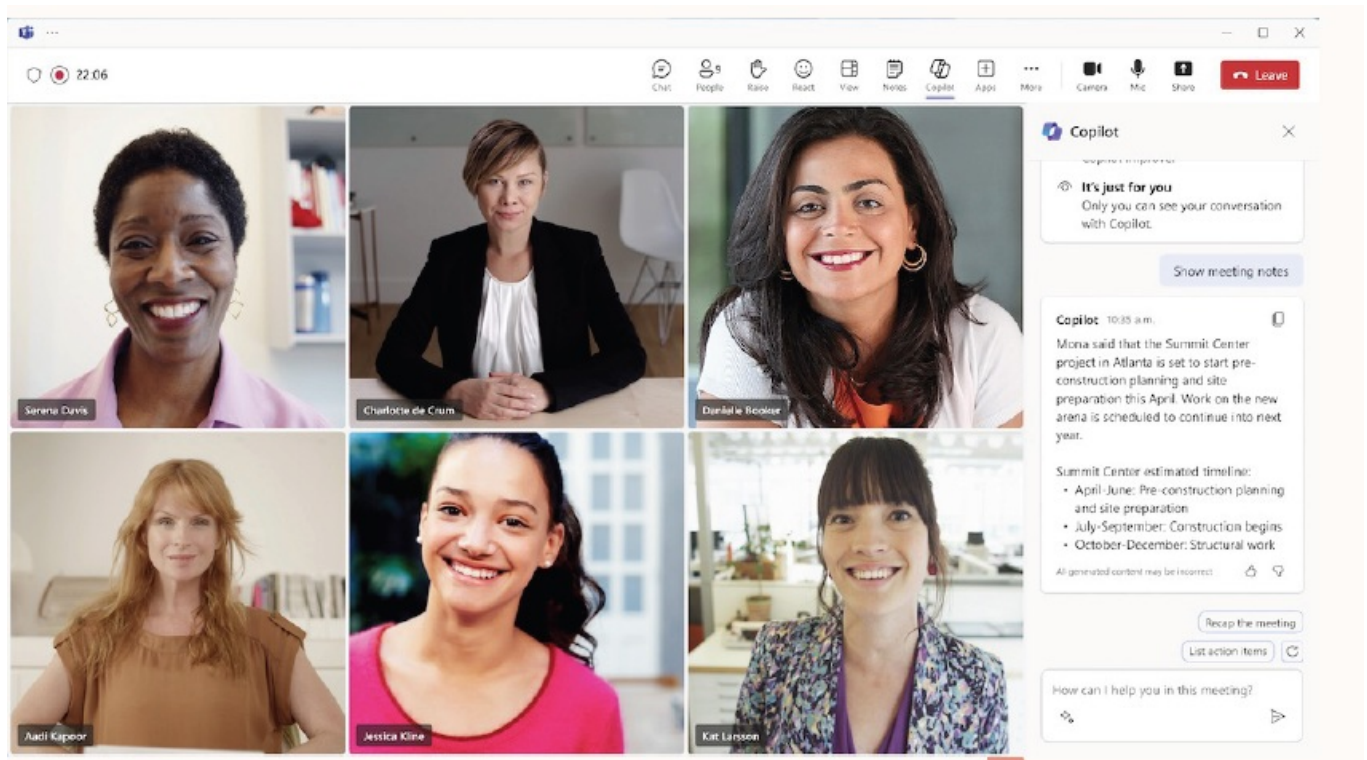 22:06
Chat
People
9
Raise
React
View
Notes
Copilot
Apps
More
Camera
Mic
Share
Leave
Serena Davis
Charlotte de Crum
Danielle Booker
Aadi Kapoor
Jessica Kline
Kat Larsson
Copilot
It's just for you
Only you can see your conversation
with Copilot.
Show meeting notes
Copilot 10:35 a.m.
Mona said that the Summit Center
project in Atlanta is set to start pre-
construction planning and site
preparation this April. Work on the new
arena is scheduled to continue into next
year.
Summit Center estimated timeline:
• April-June: Pre-construction planning
and site preparation
• July-September: Construction begins
• October-December: Structural work
AI generated content may be incorrect
Recap the meeting
List action items
How can I help you in this meeting?